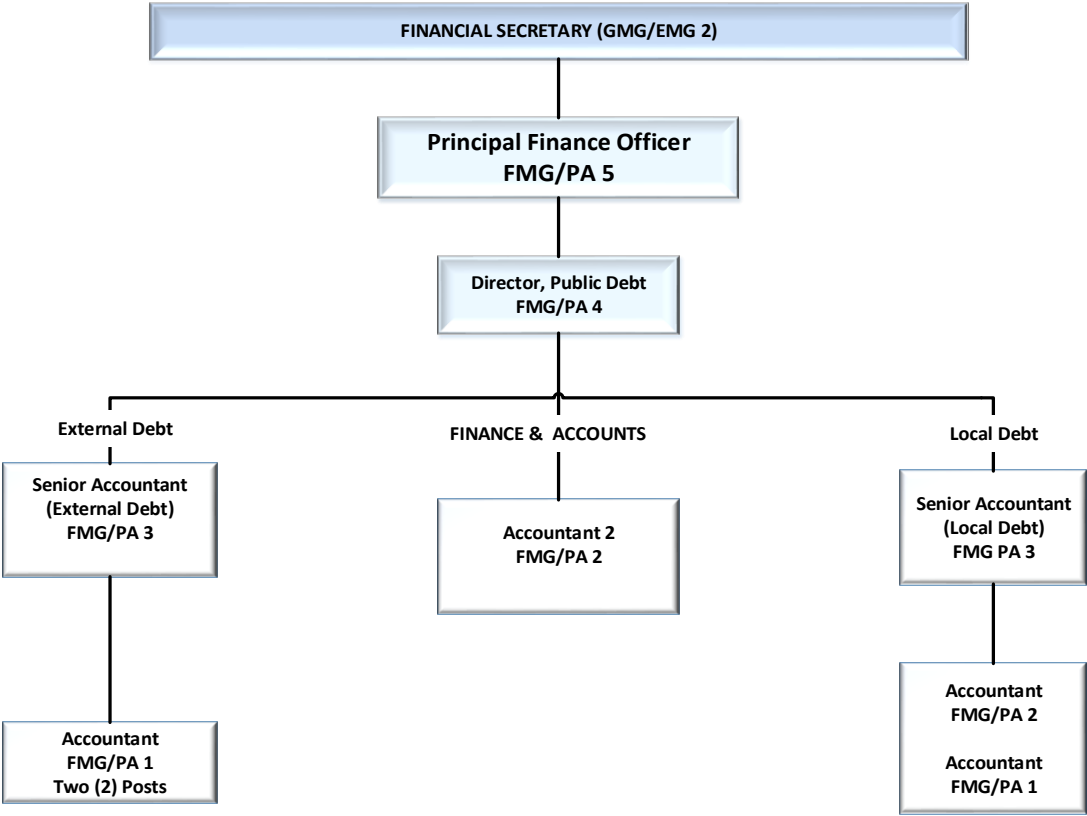 FINANCIAL SECRETARY (GMG/EMG 2)
Principal Finance Officer
FMG/PA 5
Director, Public Debt
FMG/PA 4
External Debt
Senior Accountant
(External Debt)
FMG/PA 3
Accountant
FMG/PA 1
Two (2) Posts
FINANCE & ACCOUNTS
Accountant 2
FMG/PA 2
Local Debt
Senior Accountant
(Local Debt)
FMG PA 3
Accountant
FMG/PA 2
Accountant
FMG/PA 1